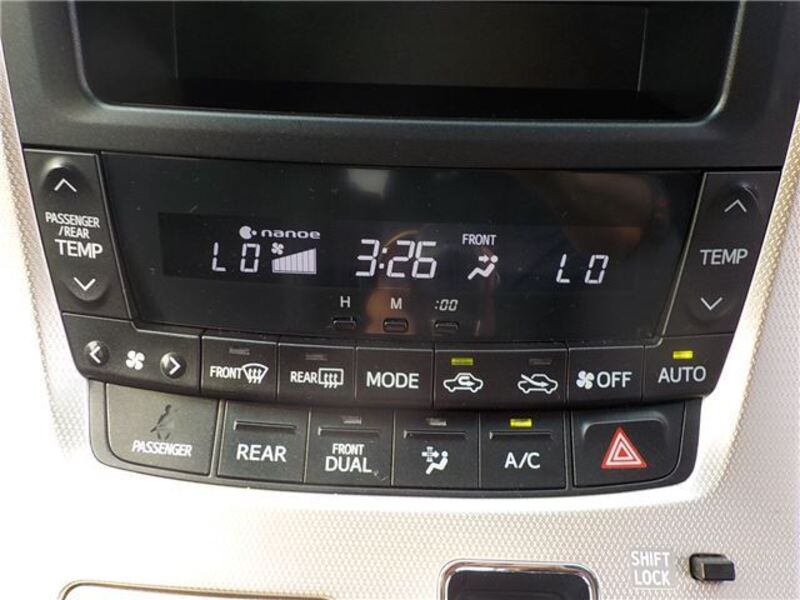 nanoe
LO 3:26 FRONT LO
PASSENGER
/REAR
TEMP
TEMP
H M :00
FRONT REAR MODE OFF AUTO
PASSENGER REAR FRONT
DUAL A/C
SHIFT
LOCK